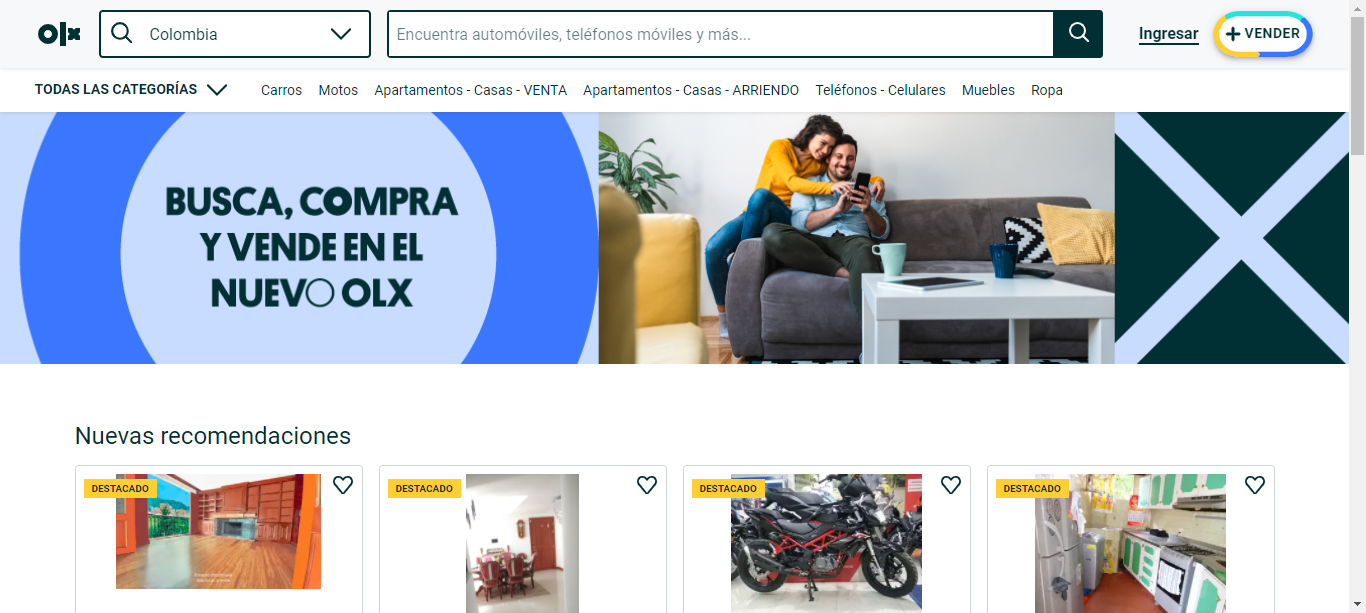 olx
Colombia
Encuentra automóviles, teléfonos móviles y más...
Ingresar
VENDER
TODAS LAS CATEGORÍAS
Carros
Motos
Apartamentos - Casas - VENTA
Apartamentos - Casas - ARRIENDO
Teléfonos - Celulares
Muebles
Ropa
BUSCA, COMPRA
Y VENDE EN EL
NUEVO OLX
Nuevas recomendaciones
DESTACADO
DESTACADO
DESTACADO
DESTACADO